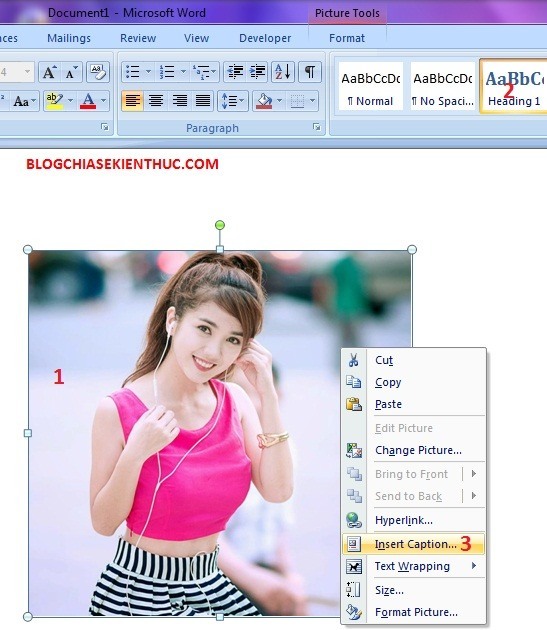 Document1 - Microsoft Word
Picture Tools
nces Mailings Review View Developer Format
4 A A
Aa ab A A Z ¶
AaBbCcDc AaBbCcDc AaBbC
¶ Normal ¶ No Spaci... Heading 1
2
Paragraph
BLOGCHIASEKIENTHUC.COM
1
Cut
Copy
Paste
Edit Picture
Change Picture...
Bring to Front
Send to Back
Hyperlink...
Insert Caption... 3
Text Wrapping
Size...
Format Picture...